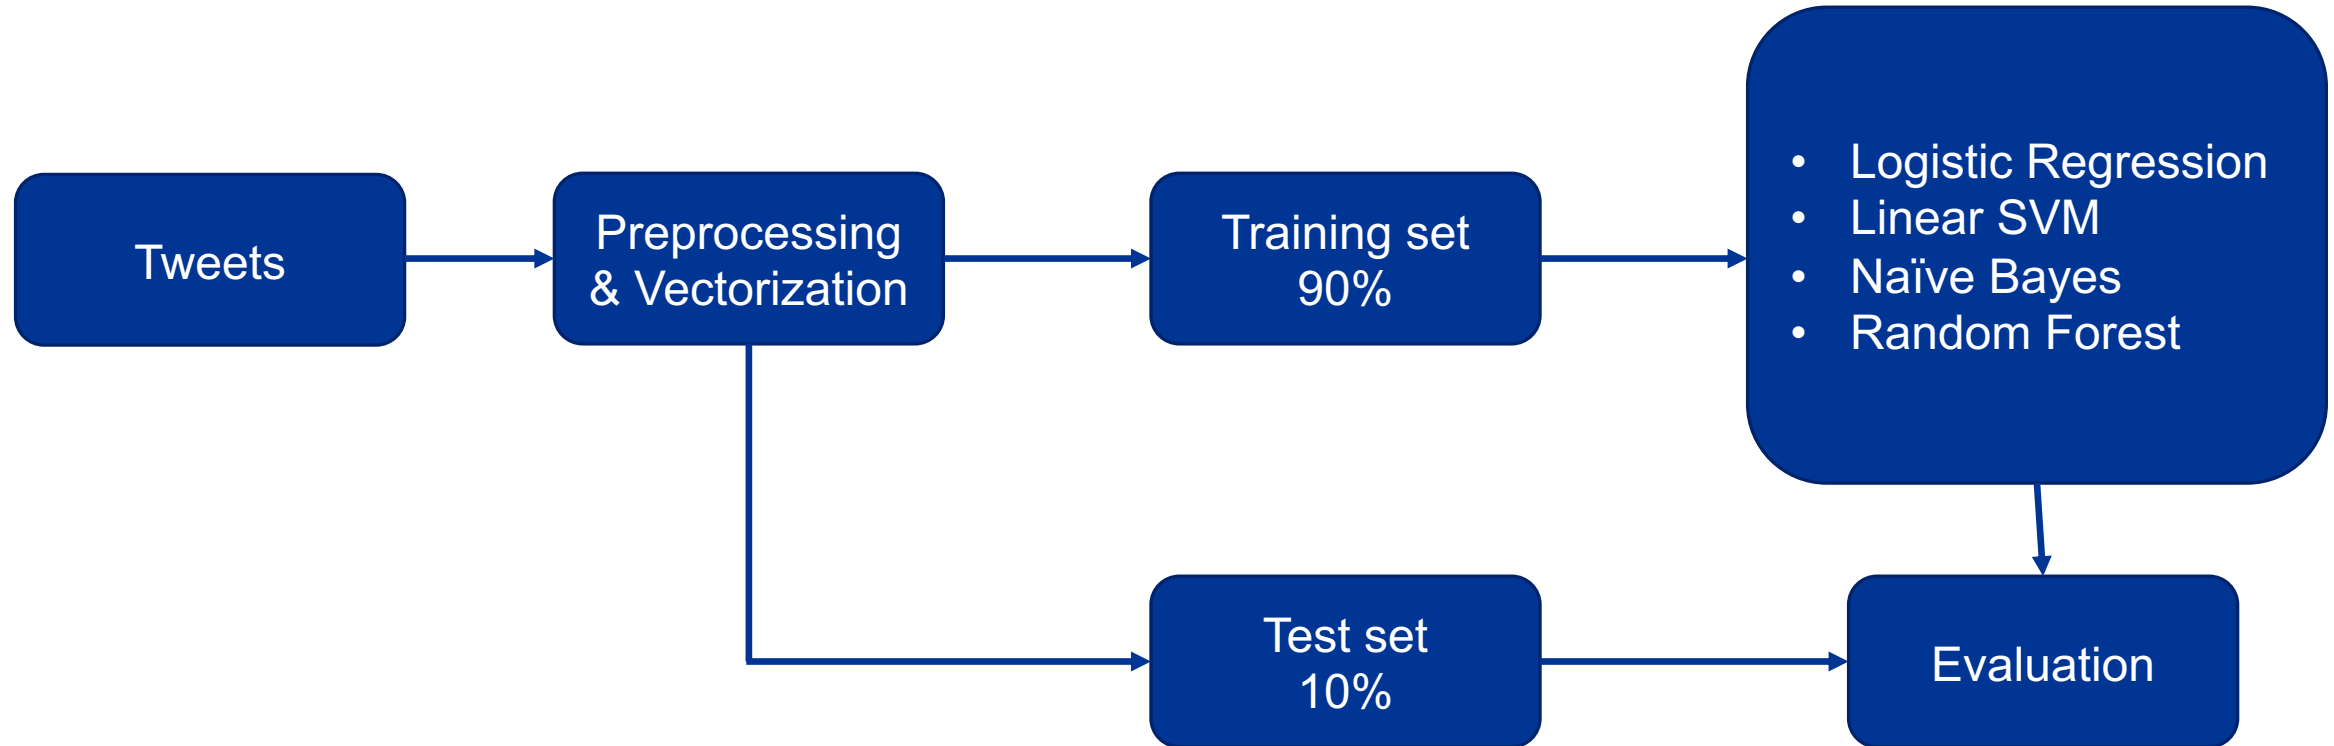 Tweets
Preprocessing
& Vectorization
Training set
90%
• Logistic Regression
• Linear SVM
• Naïve Bayes
• Random Forest
Test set
10%
Evaluation